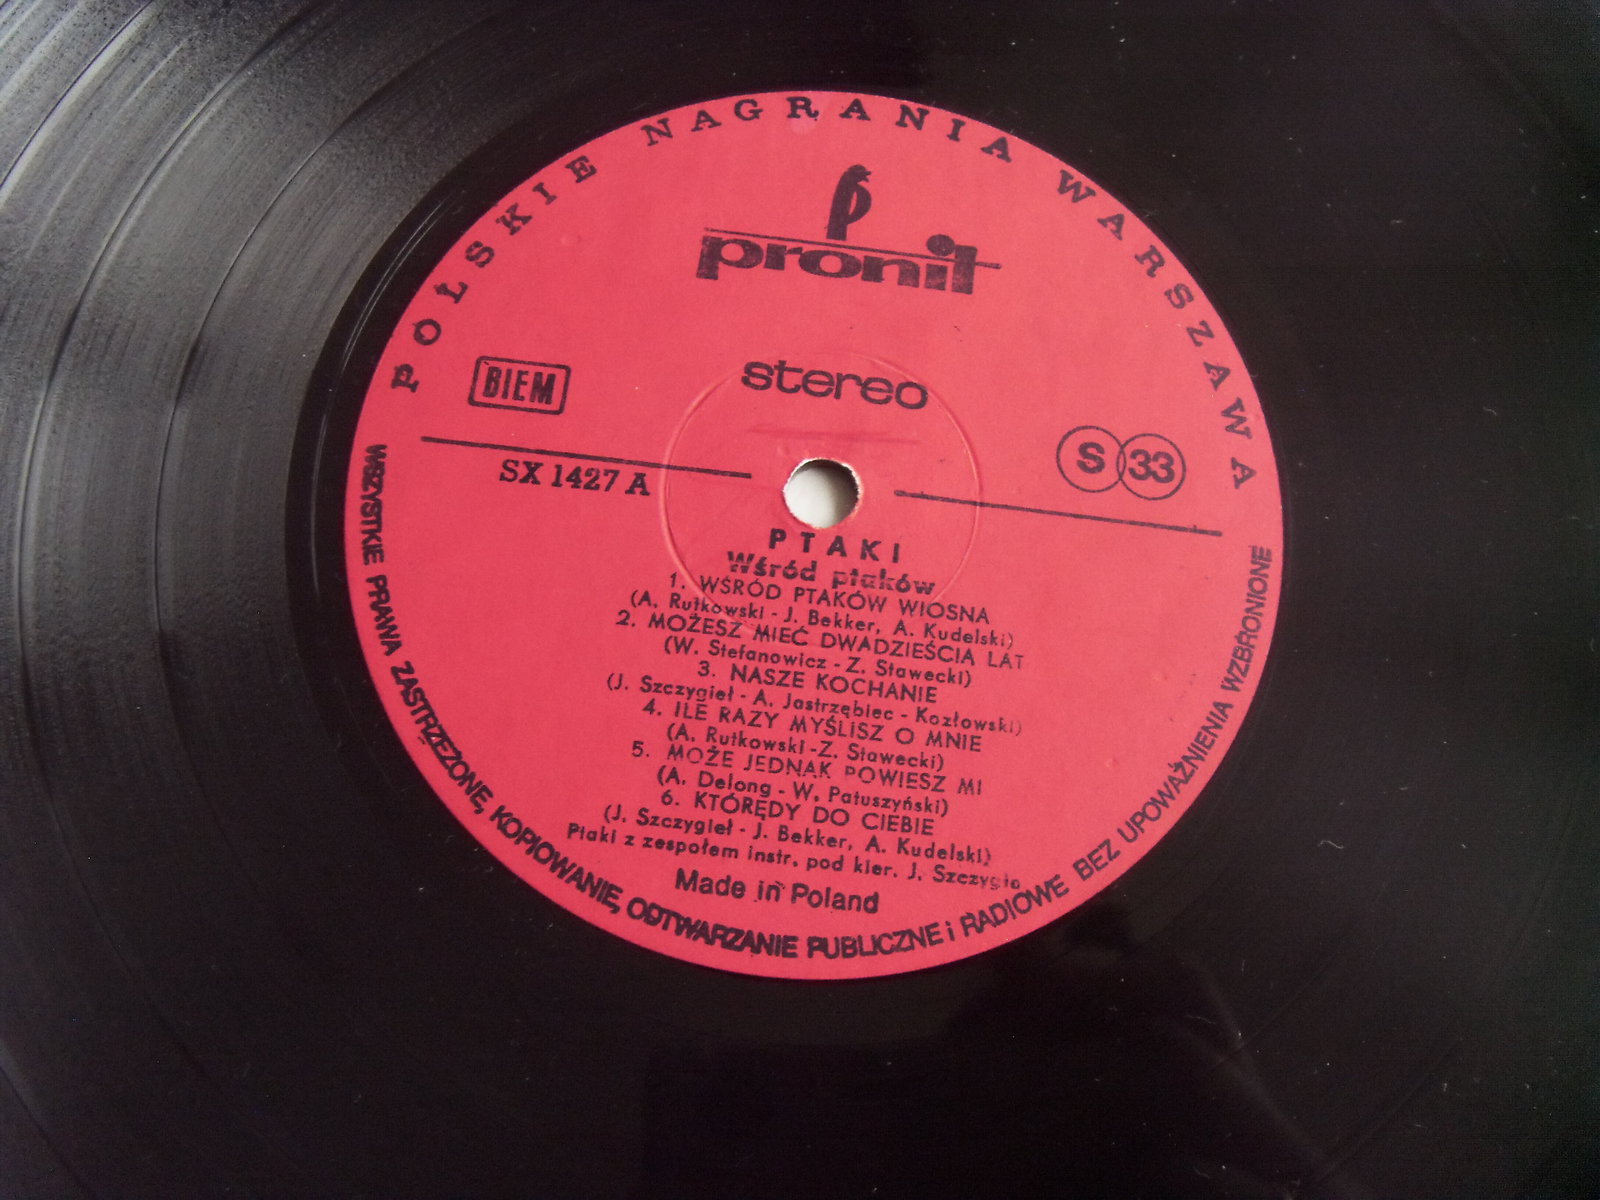 POLSKIE NAGRANIA WARSZAWA
pronit
stereo
BIEM
S 33
SX 1427 A
PTAKI
Wśród ptaków
1. WŚRÓD PTAKÓW WIOSNA
(A. Rutkowski - J. Bekker, A. Kudelski)
2. MOŻESZ MIEĆ DWADZIEŚCIA LAT
(W. Stefanowicz - Z. Stawecki)
3. NASZE KOCHANIE
(J. Szczygieł - A. Jastrzębiec - Kozłowski)
4. ILE RAZY MYŚLISZ O MNIE
(A. Rutkowski - Z. Stawecki)
5. MOŻE JEDNAK POWIESZ MI
(A. Delong - W. Patuszyński)
6. KTÓRĘDY DO CIEBIE
(J. Szczygieł - J. Bekker, A. Kudelski)
Ptaki z zespołem instr. pod kier. J. Szczygła
Made in Poland
WSZYSTKIE PRAWA ZASTRZEŻONE, KOPIOWANIE, ODTWARZANIE PUBLICZNE i RADIOWE BEZ UPOWAŻNIENIA WZBRONIONE